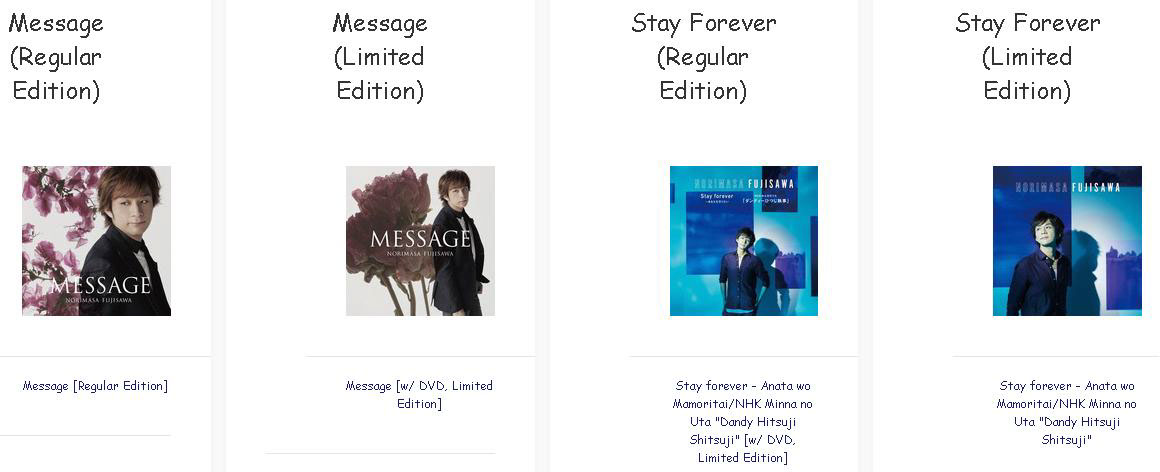 Message
(Regular
Edition)
Message
(Limited
Edition)
Stay Forever
(Regular
Edition)
Stay Forever
(Limited
Edition)
MESSAGE
NORIMASA FUJISAWA
MESSAGE
NORIMASA FUJISAWA
NORIMASA FUJISAWA
Stay forever
「ダンディーひつじ執事」
NORIMASA FUJISAWA
Message [Regular Edition]
Message [w/ DVD, Limited
Edition]
Stay forever – Anata wo
Mamoritai/NHK Minna no
Uta "Dandy Hitsuji
Shitsuji" [w/ DVD,
Limited Edition]
Stay forever – Anata wo
Mamoritai/NHK Minna no
Uta "Dandy Hitsuji
Shitsuji"